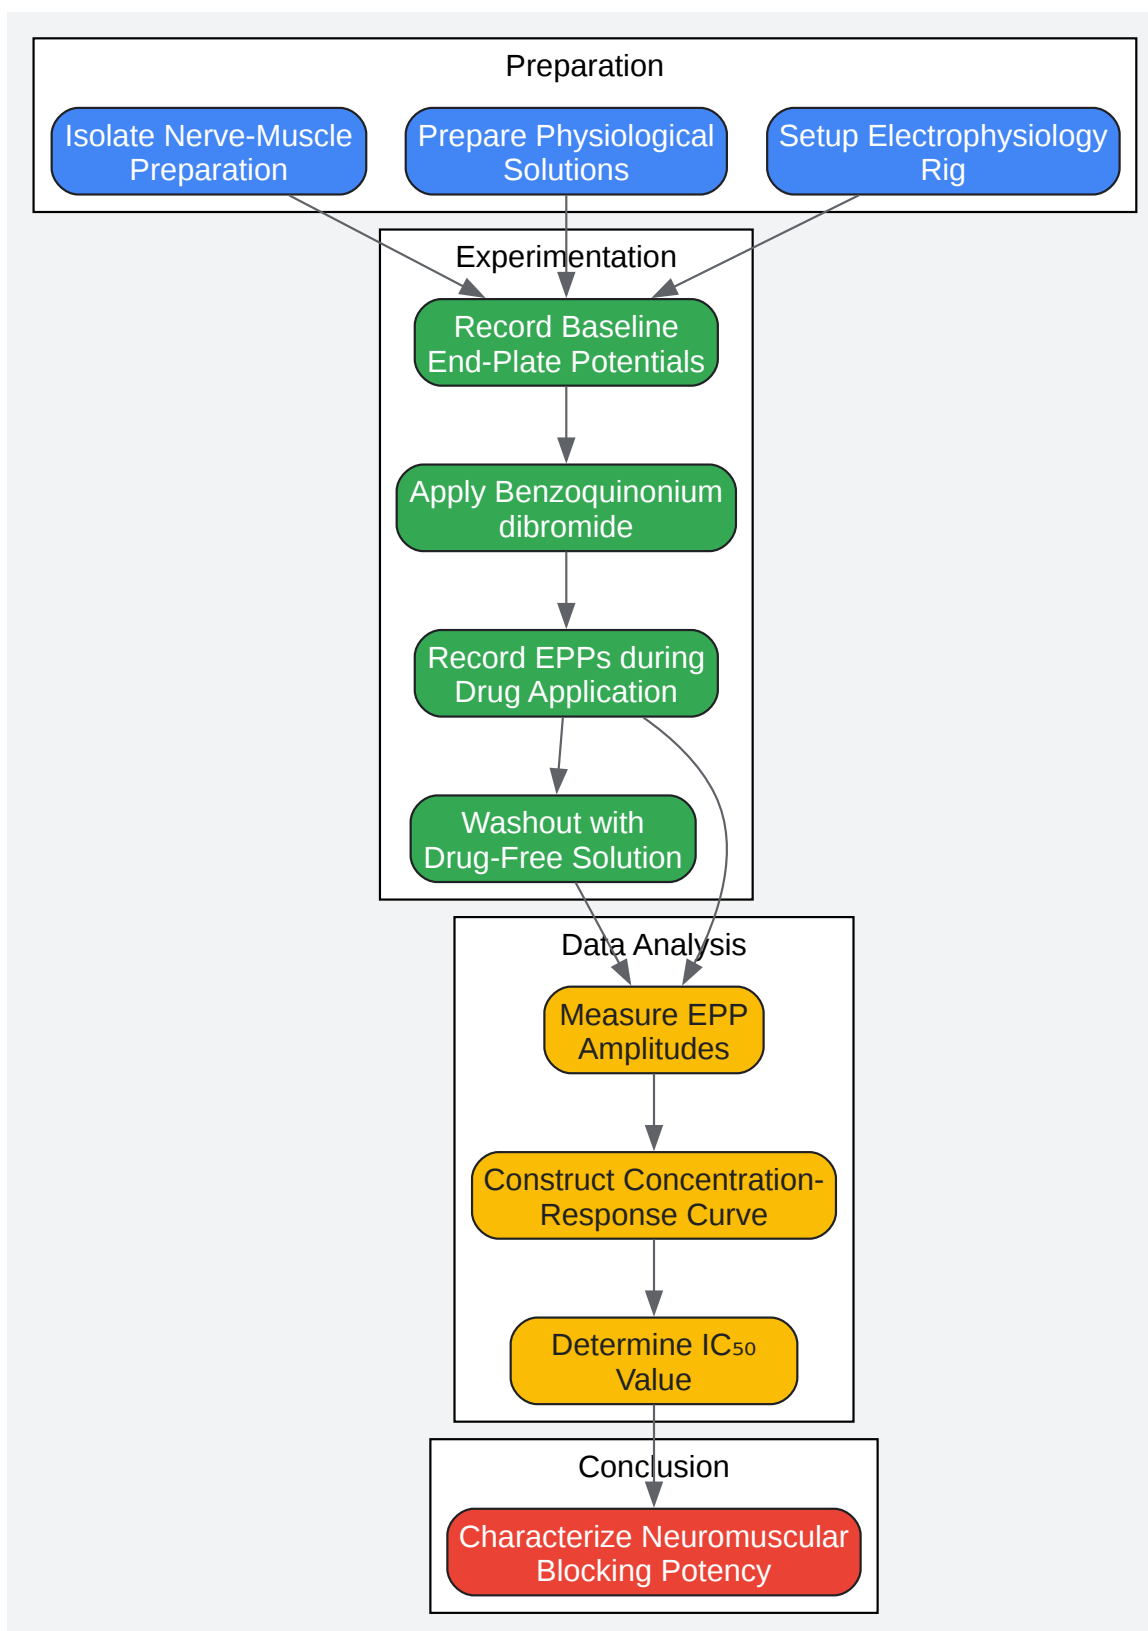 Preparation
Isolate Nerve-Muscle
Preparation
Prepare Physiological
Solutions
Setup Electrophysiology
Rig
Experimentation
Record Baseline
End-Plate Potentials
Apply Benzoquinonium
dibromide
Record EPPs during
Drug Application
Washout with
Drug-Free Solution
Data Analysis
Measure EPP
Amplitudes
Construct Concentration-
Response Curve
Determine IC₅₀
Value
Conclusion
Characterize Neuromuscular
Blocking Potency